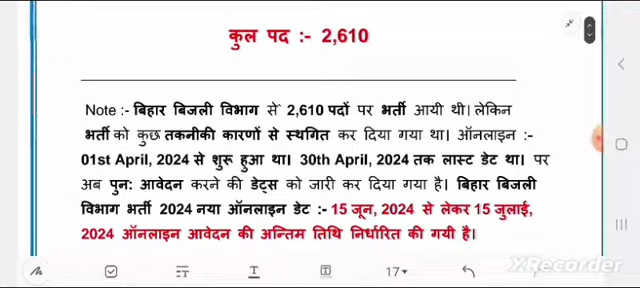 कुल पद :- 2,610
Note :- बिहार बिजली विभाग से 2,610 पदों पर भर्ती आयी थी। लेकिन
भर्ती को कुछ तकनीकी कारणों से स्थगित कर दिया गया था। ऑनलाइन :-
01st April, 2024 से शुरू हुआ था। 30th April, 2024 तक लास्ट डेट था। पर
अब पुन: आवेदन करने की डेट्स को जारी कर दिया गया है। बिहार बिजली
विभाग भर्ती 2024 नया ऑनलाइन डेट :- 15 जून, 2024 से लेकर 15 जुलाई,
2024 ऑनलाइन आवेदन की अन्तिम तिथि निर्धारित की गयी है।
17
XRecorder